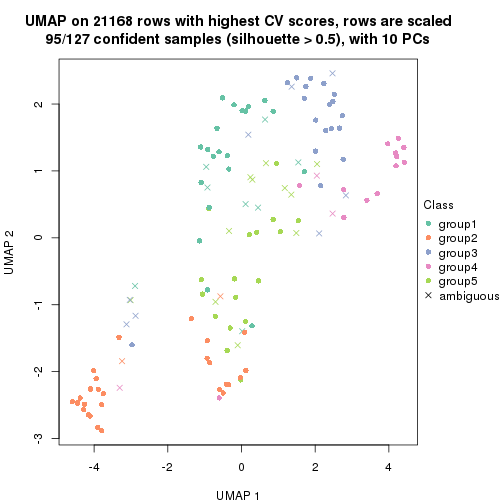 UMAP on 21168 rows with highest CV scores, rows are scaled
95/127 confident samples (silhouette > 0.5), with 10 PCs
UMAP 2
2
1
0
-1
-2
-3
-4
-2
0
2
4
UMAP 1
Class
group1
group2
group3
group4
group5
ambiguous